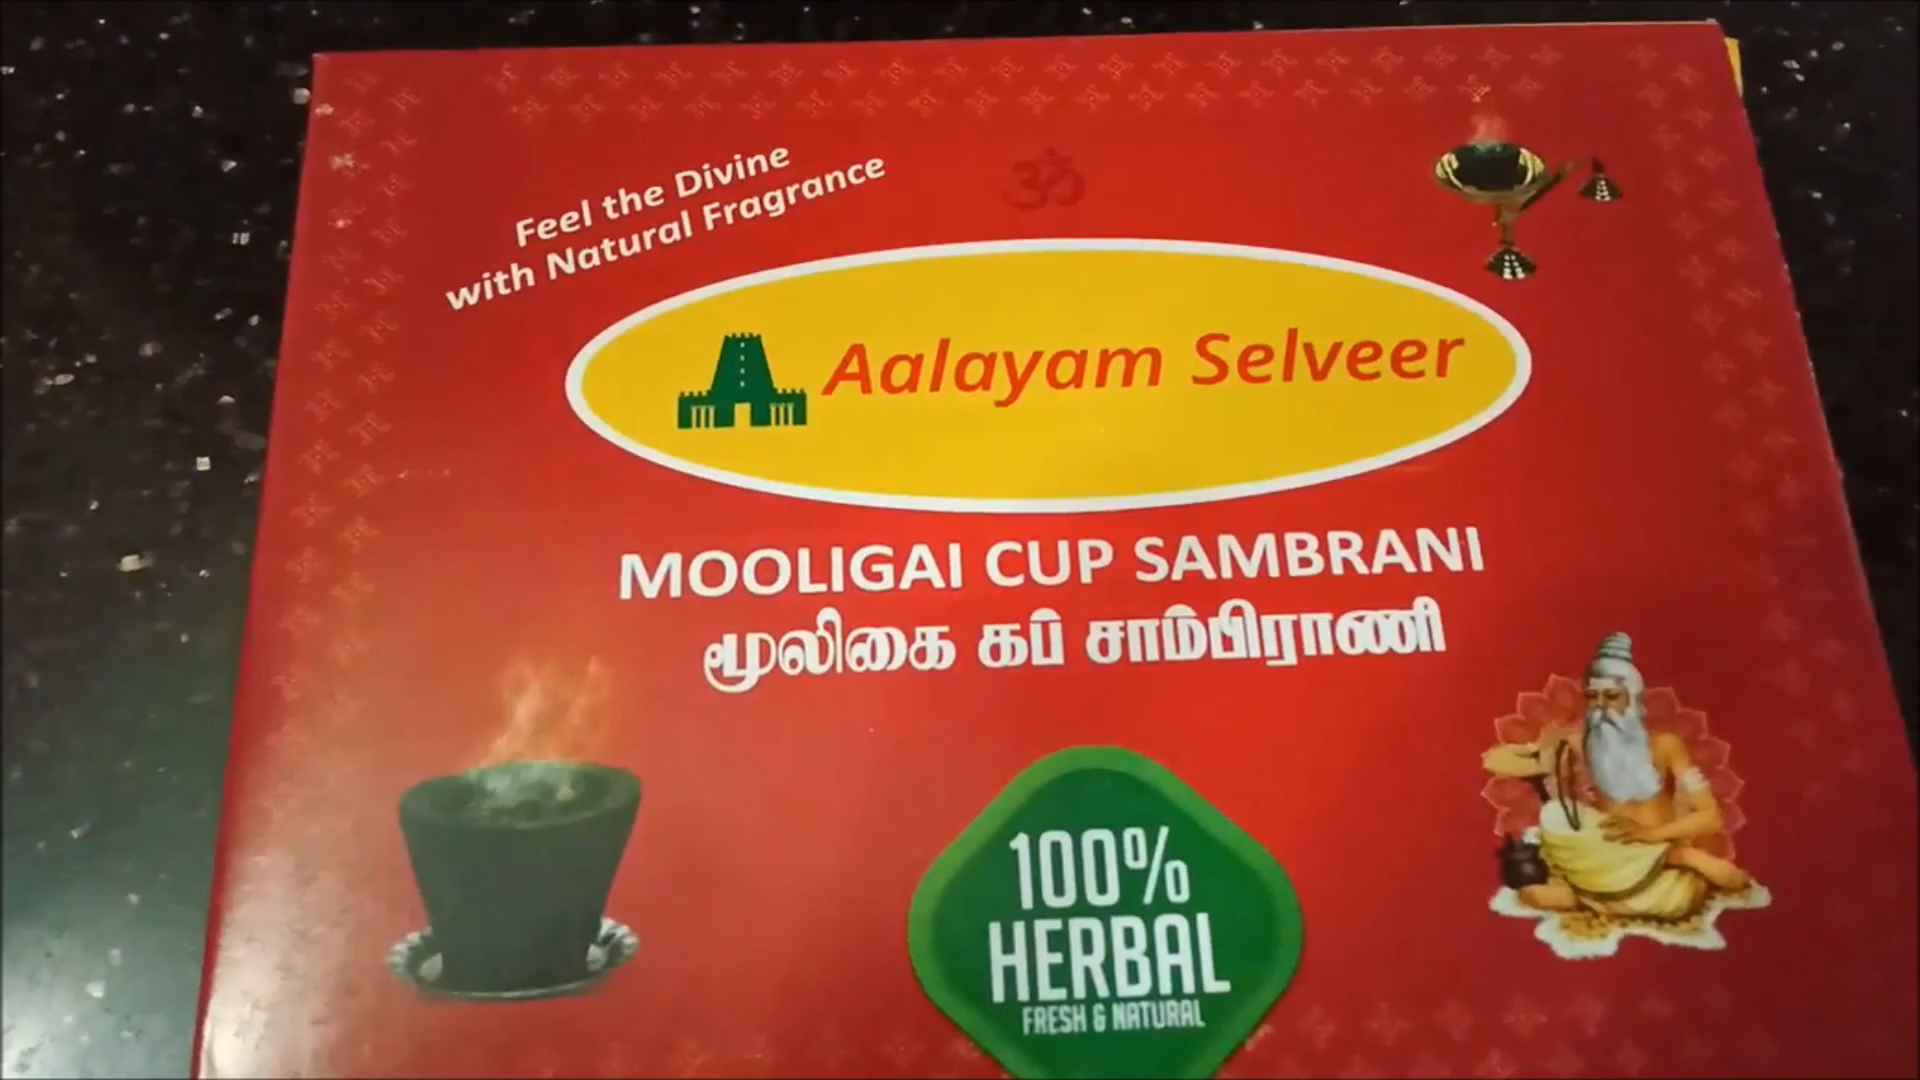 Feel the Divine
with Natural Fragrance
ॐ
Aalayam Selveer
MOOLIGAI CUP SAMBRANI
மூலிகை கப் சாம்பிராணி
100%
HERBAL
FRESH & NATURAL